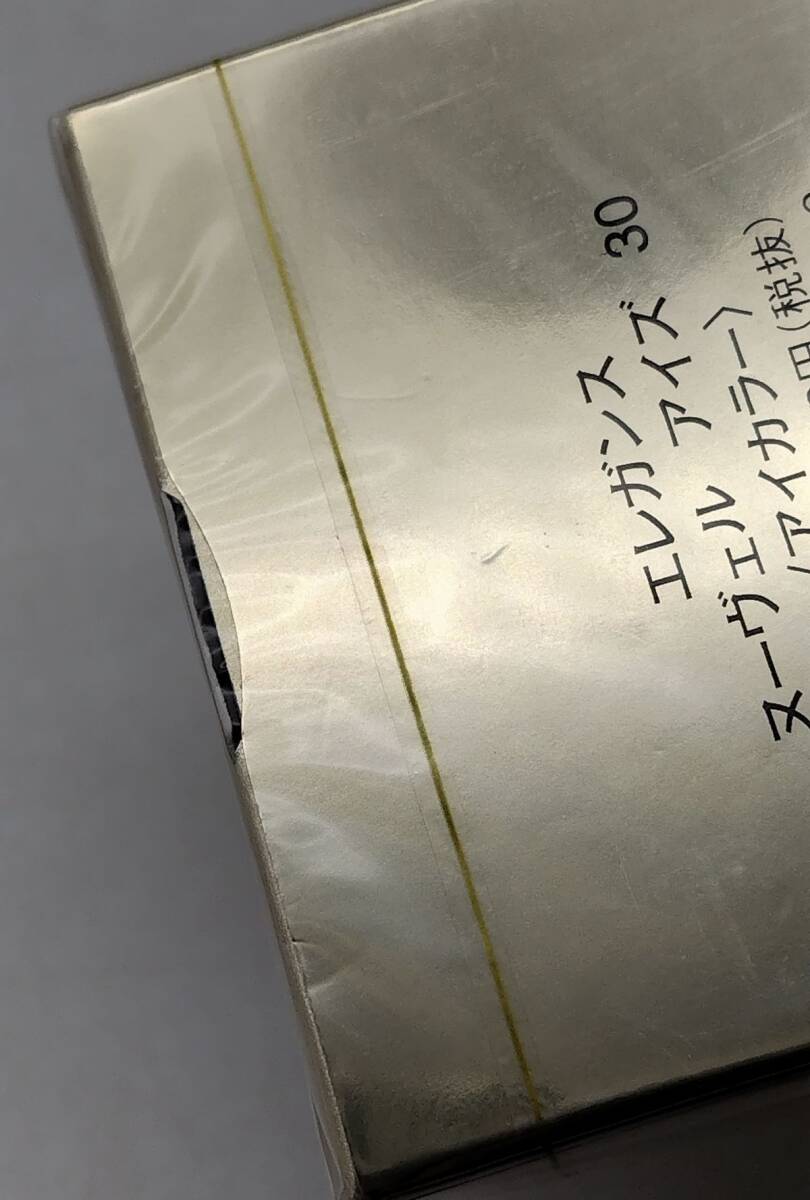 エレガンス
ヌーヴェル アイズ 30
〈アイカラー〉
円(税抜)